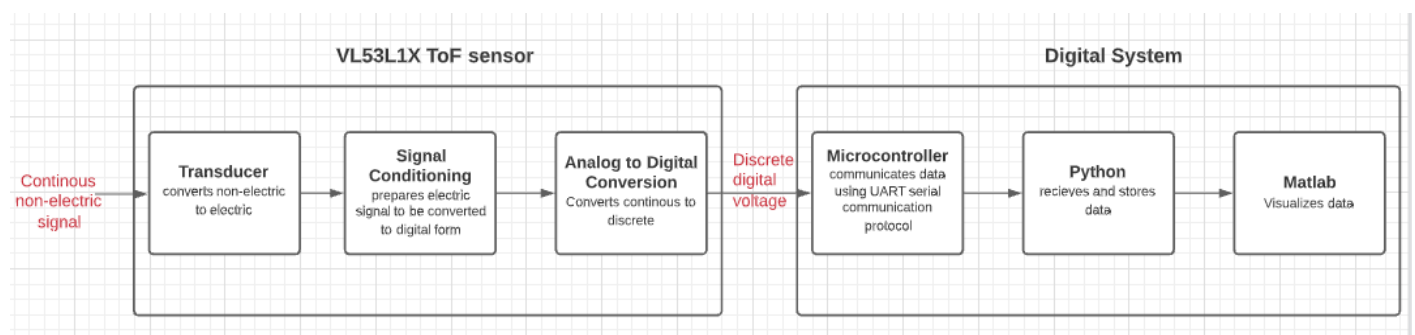 VL53L1X ToF sensor
Digital System
Continous
non-electric
signal
Transducer
converts non-electric
to electric
Signal
Conditioning
prepares electric
signal to be converted
to digital form
Analog to Digital
Conversion
Converts continous to
discrete
Discrete
digital
voltage
Microcontroller
communicates data
using UART serial
communication
protocol
Python
recieves and stores
data
Matlab
Visualizes data